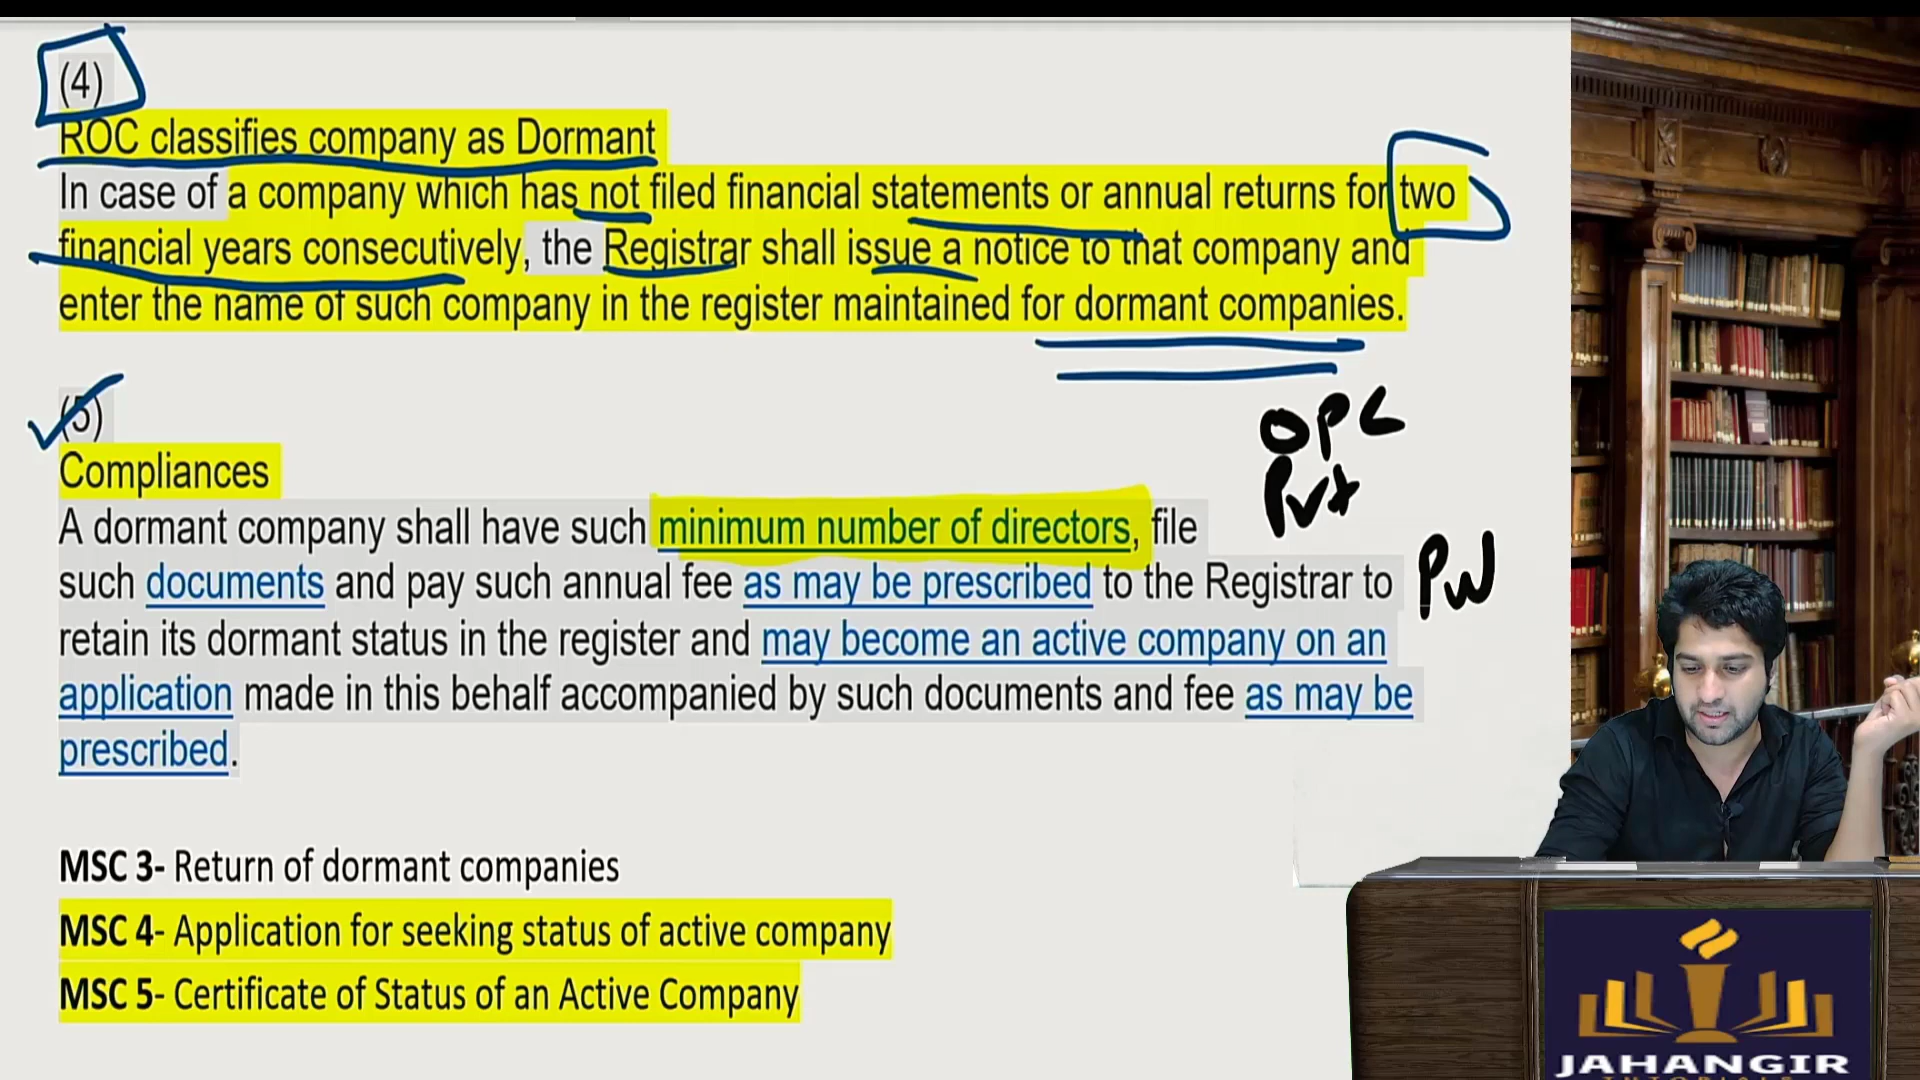 (4)
ROC classifies company as Dormant
In case of a company which has not filed financial statements or annual returns for two
financial years consecutively, the Registrar shall issue a notice to that company and
enter the name of such company in the register maintained for dormant companies.
(5)
Compliances
OPC
Pvt
A dormant company shall have such minimum number of directors, file
such documents and pay such annual fee as may be prescribed to the Registrar to
retain its dormant status in the register and may become an active company on an
application made in this behalf accompanied by such documents and fee as may be
prescribed.
MSC 3- Return of dormant companies
MSC 4- Application for seeking status of active company
MSC 5- Certificate of Status of an Active Company
JAHANGIR